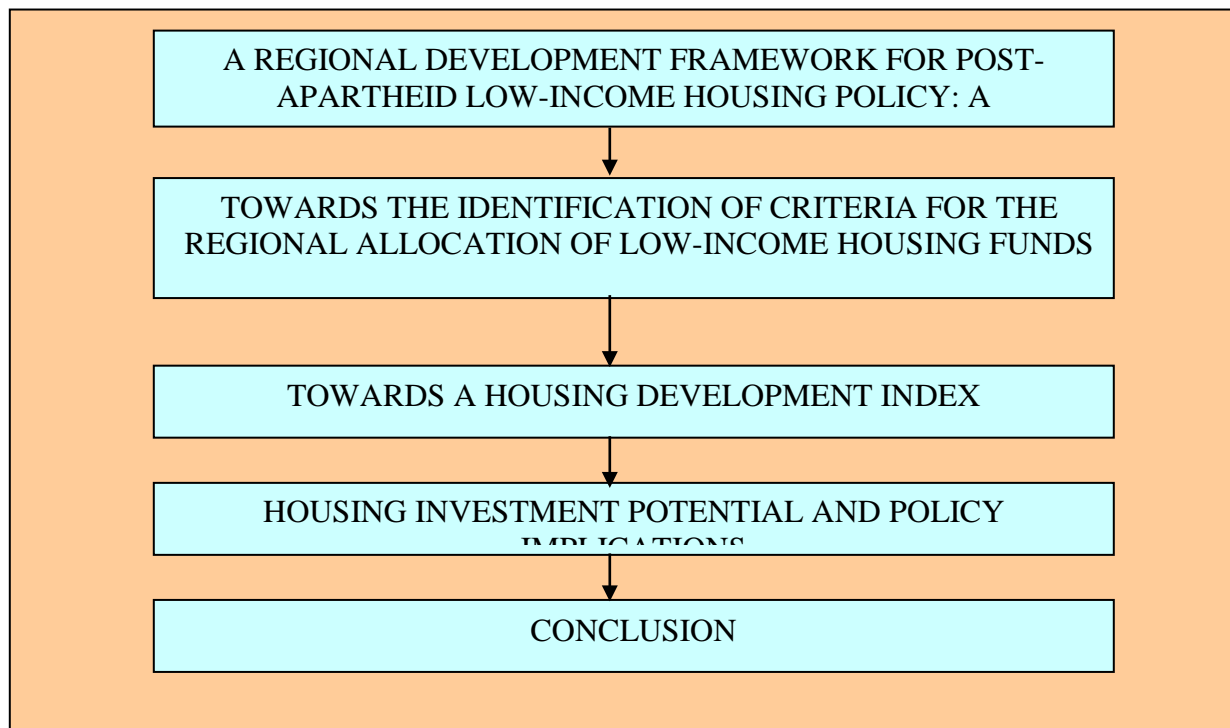 A REGIONAL DEVELOPMENT FRAMEWORK FOR POST-
APARTHEID LOW-INCOME HOUSING POLICY: A
TOWARDS THE IDENTIFICATION OF CRITERIA FOR THE
REGIONAL ALLOCATION OF LOW-INCOME HOUSING FUNDS
TOWARDS A HOUSING DEVELOPMENT INDEX
HOUSING INVESTMENT POTENTIAL AND POLICY
IMPLICATIONS
CONCLUSION